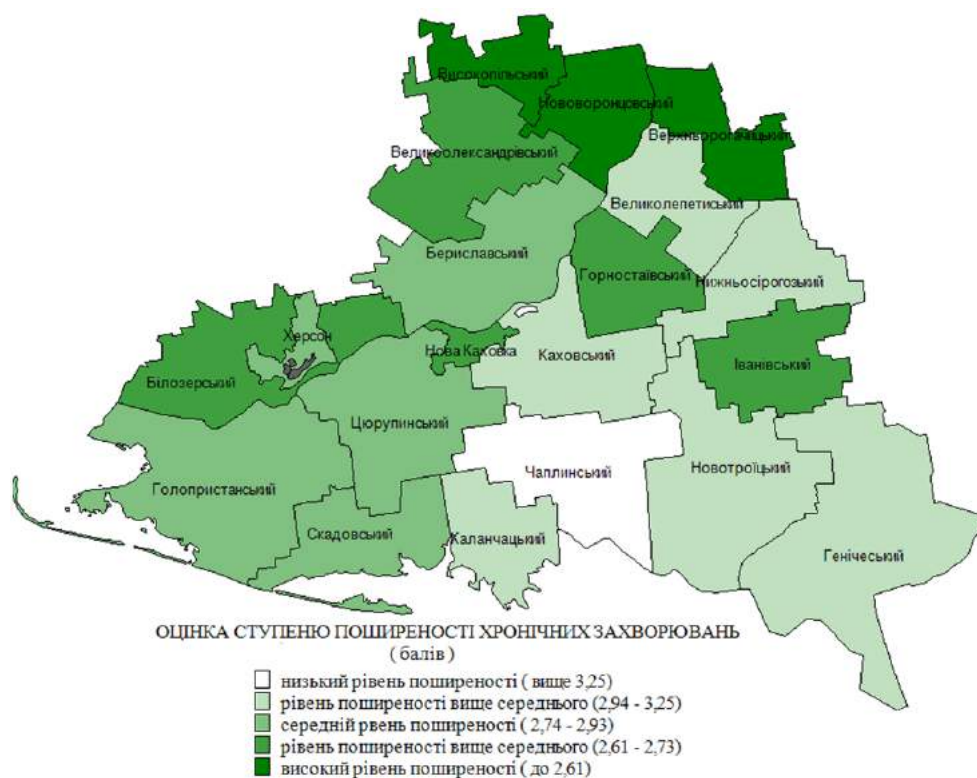 Високопільський
Нововоронцовський
Верхньорогачицький
Великоолександрівський
Великолепетиський
Бериславський
Горностаївський
Нижньосірогозький
Херсон
Нова Каховка
Каховський
Іванівський
Білозерський
Цюрупинський
Чаплинський
Новотроїцький
Голопристанський
Скадовський
Каланчацький
Генічеський
ОЦІНКА СТУПЕНЮ ПОШИРЕНОСТІ ХРОНІЧНИХ ЗАХВОРЮВАНЬ
( балів )
низький рівень поширеності ( вище 3,25)
рівень поширеності вище середнього (2,94 - 3,25)
середній рвень поширеності ( 2,74 - 2,93)
рівень поширеності вище середнього (2,61 - 2,73)
високий рівень поширеності ( до 2,61)